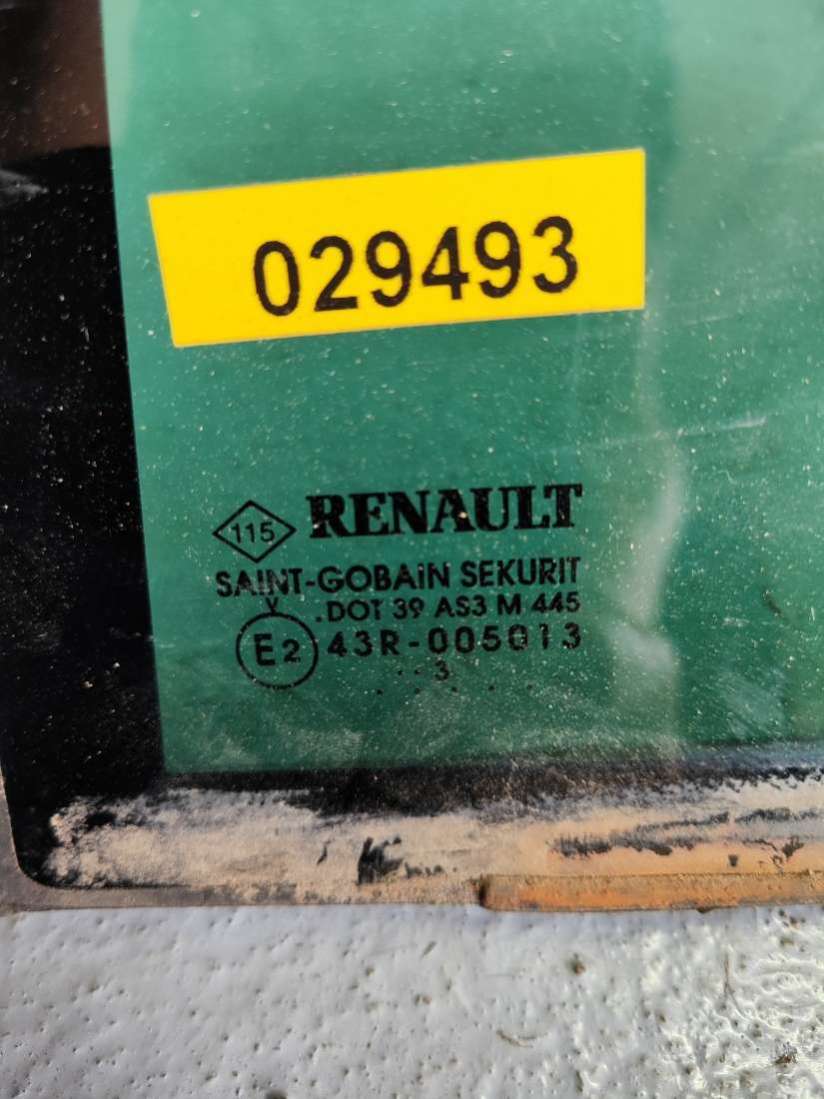 029493
115 RENAULT
SAINT-GOBAIN SEKURIT
V .DOT 39 AS3 M 445
E2 43R-005013
..3
. . . . .